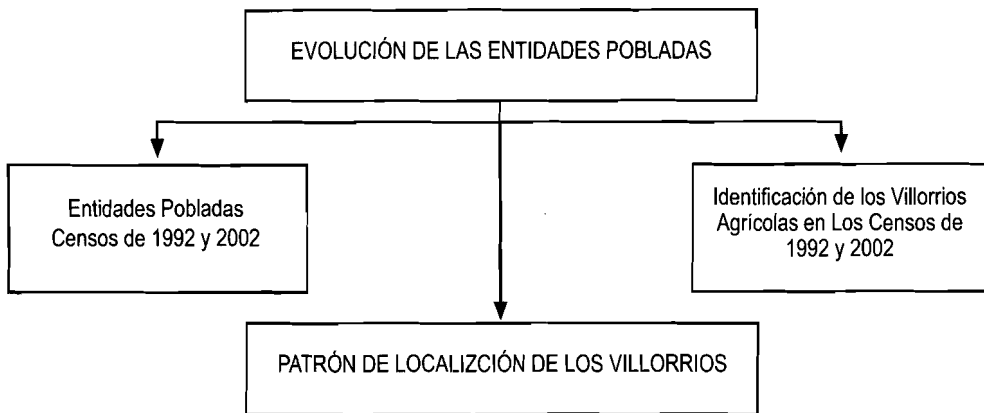 EVOLUCIÓN DE LAS ENTIDADES POBLADAS
Entidades Pobladas
Censos de 1992 y 2002
Identificación de los Villorrios
Agrícolas en Los Censos de
1992 y 2002
PATRÓN DE LOCALIZCIÓN DE LOS VILLORRIOS